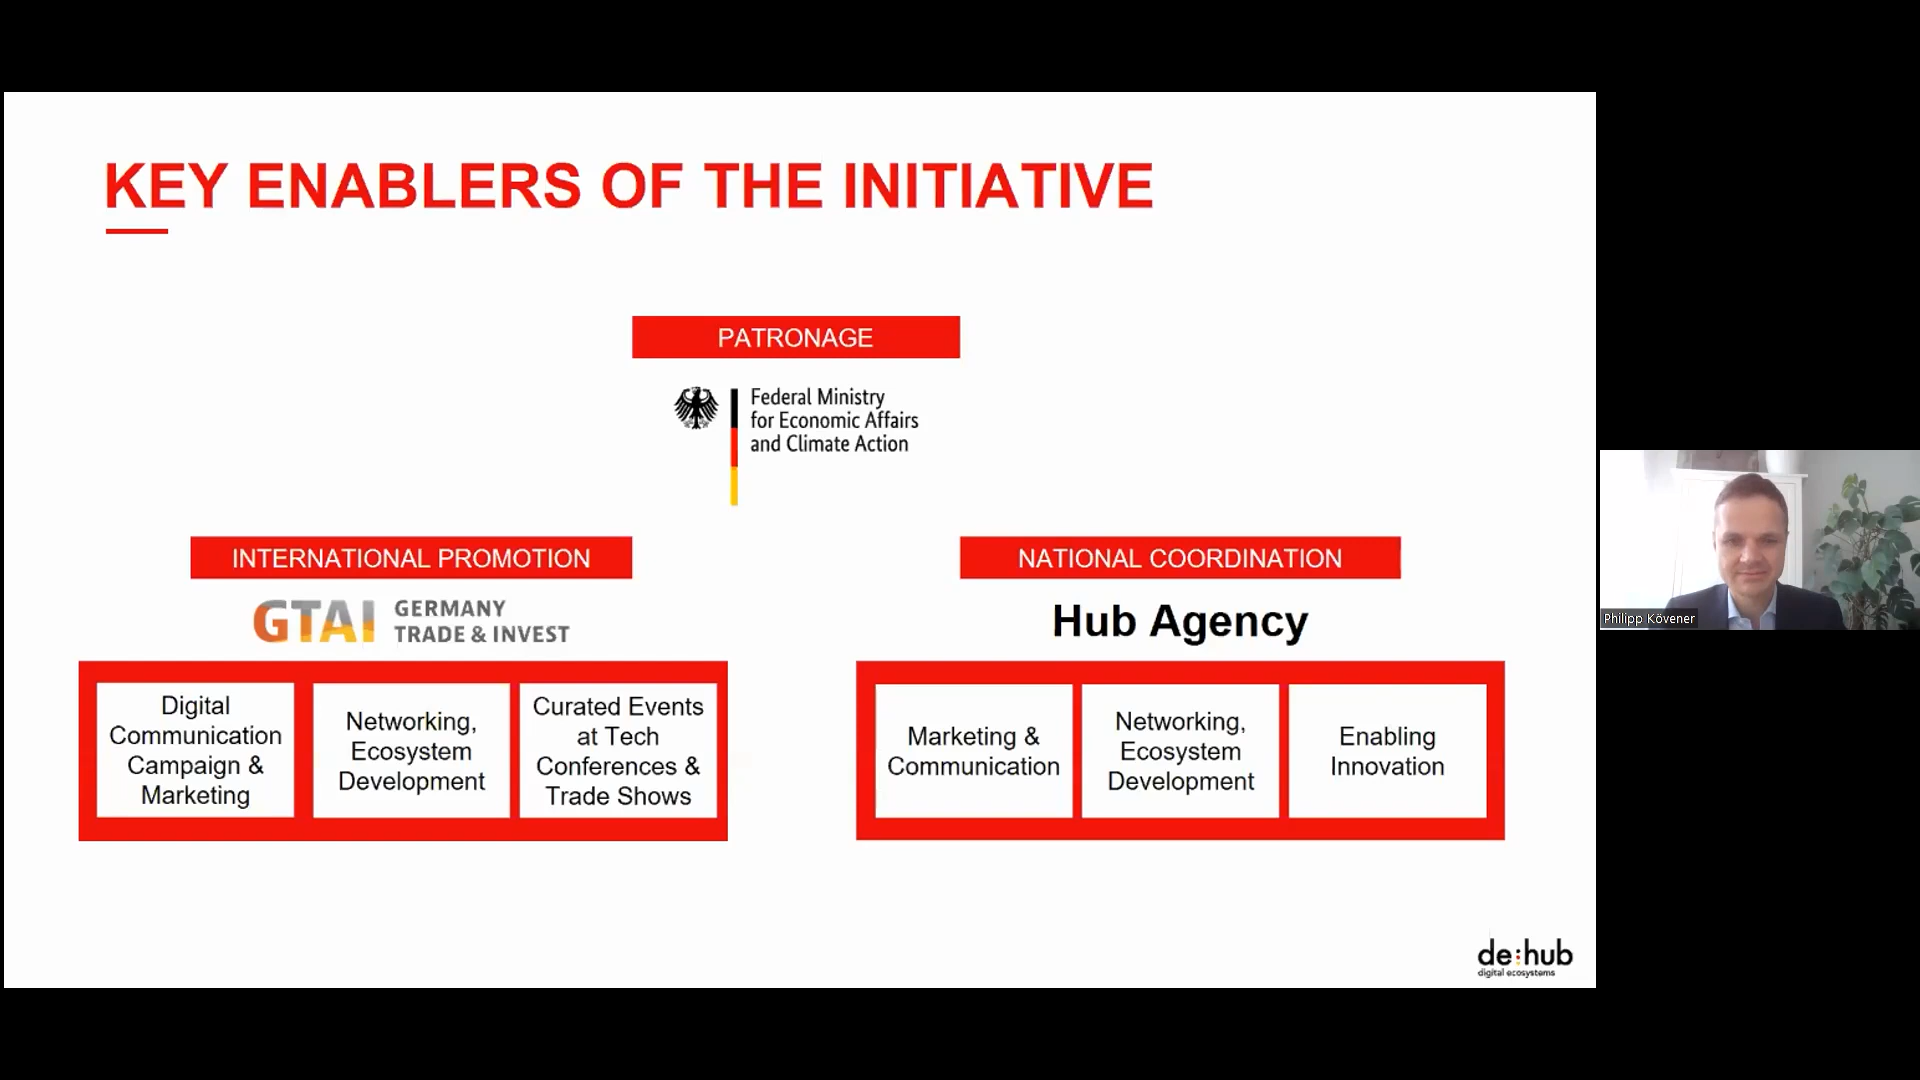 KEY ENABLERS OF THE INITIATIVE
PATRONAGE
Federal Ministry
for Economic Affairs
and Climate Action
INTERNATIONAL PROMOTION
GTAI GERMANY
TRADE & INVEST
Digital
Communication
Campaign &
Marketing
Networking,
Ecosystem
Development
Curated Events
at Tech
Conferences &
Trade Shows
NATIONAL COORDINATION
Hub Agency
Marketing &
Communication
Networking,
Ecosystem
Development
Enabling
Innovation
de:hub
digital ecosystems
Philipp Kövener